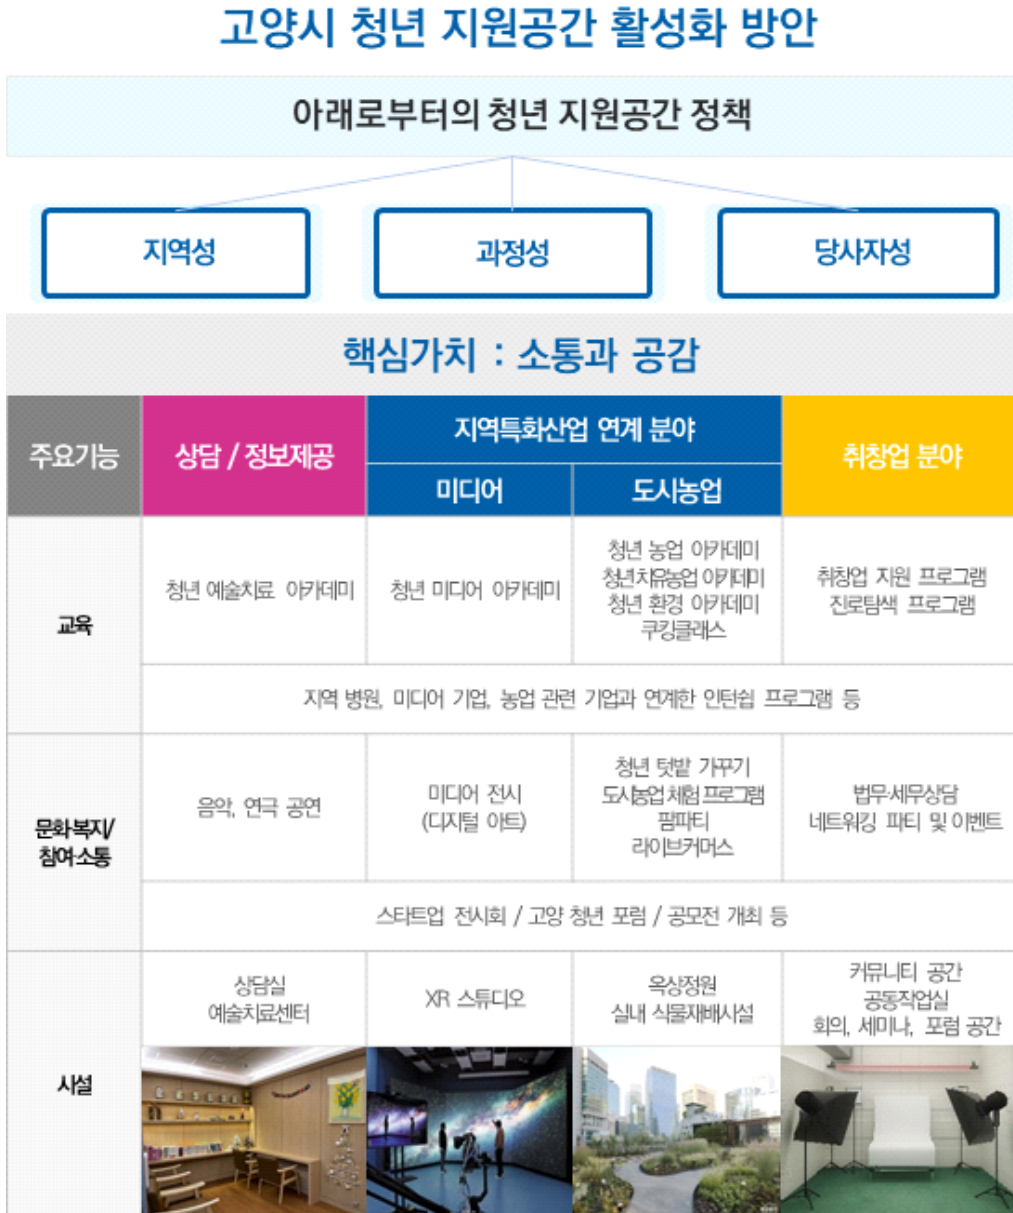 고양시 청년 지원공간 활성화 방안
아래로부터의 청년 지원공간 정책
지역성
과정성
당사자성
핵심가치 : 소통과 공감
주요기능
상담 / 정보제공
지역특화산업 연계 분야
미디어
도시농업
취창업 분야
교육
청년 예술치료 아카데미
청년 미디어 아카데미
청년 농업 아카데미
청년치유농업 아카데미
청년 환경 아카데미
쿠킹클래스
취창업 지원 프로그램
진로탐색 프로그램
지역 병원, 미디어 기업, 농업 관련 기업과 연계한 인턴쉽 프로그램 등
문화·복지/
참여·소통
음악, 연극 공연
미디어 전시
(디지털 아트)
청년 텃밭 가꾸기
도시농업 체험 프로그램
팜파티
라이브커머스
법무·세무상담
네트워킹 파티 및 이벤트
스타트업 전시회 / 고양 청년 포럼 / 공모전 개최 등
시설
상담실
예술치료센터
XR 스튜디오
옥상정원
실내 식물재배시설
커뮤니티 공간
공동작업실
회의, 세미나, 포럼 공간